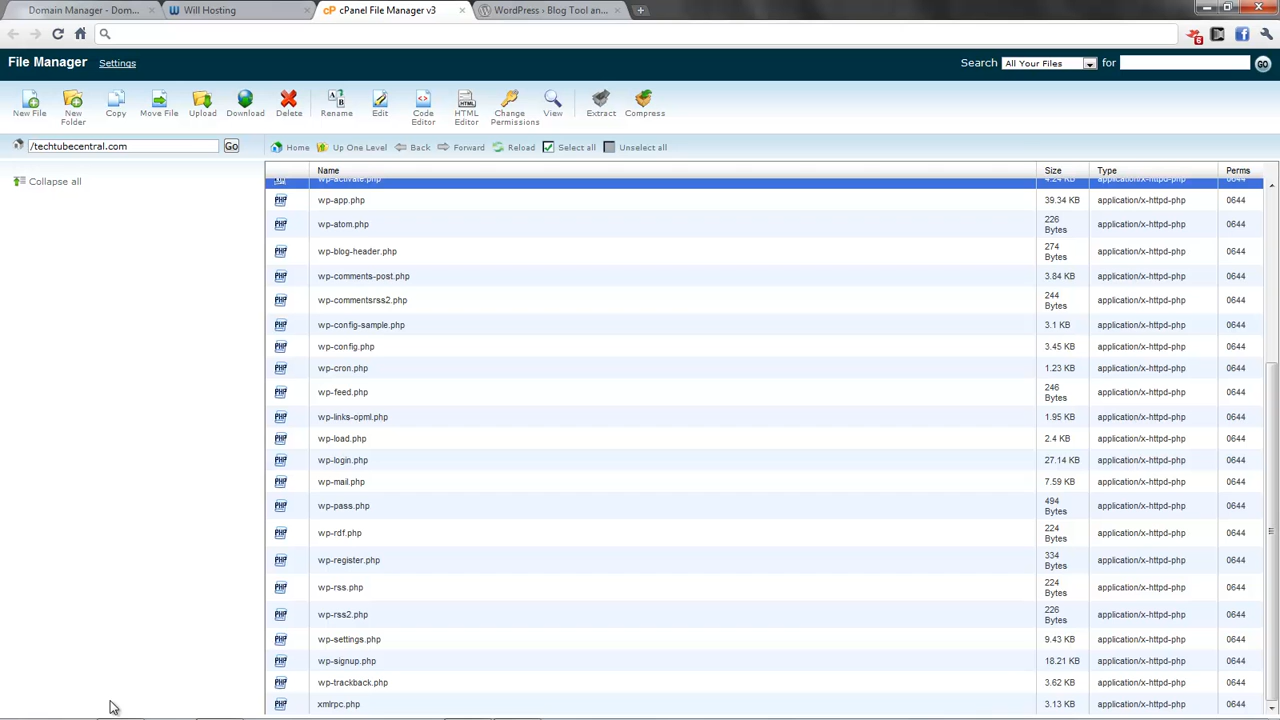 Domain Manager - Dom...
Will Hosting
cPanel File Manager v3
WordPress › Blog Tool an...
File Manager
Settings
Search
All Your Files
for
GO
New File
New Folder
Copy
Move File
Upload
Download
Delete
Rename
Edit
Code Editor
HTML Editor
Change Permissions
View
Extract
Compress
/techtubecentral.com
Go
Home
Up One Level
Back
Forward
Reload
Select all
Unselect all
Collapse all
Name Size Type Perms
wp-activate.php 4.24 KB application/x-httpd-php 0644
wp-app.php 39.34 KB application/x-httpd-php 0644
wp-atom.php 226 Bytes application/x-httpd-php 0644
wp-blog-header.php 274 Bytes application/x-httpd-php 0644
wp-comments-post.php 3.84 KB application/x-httpd-php 0644
wp-commentsrss2.php 244 Bytes application/x-httpd-php 0644
wp-config-sample.php 3.1 KB application/x-httpd-php 0644
wp-config.php 3.45 KB application/x-httpd-php 0644
wp-cron.php 1.23 KB application/x-httpd-php 0644
wp-feed.php 246 Bytes application/x-httpd-php 0644
wp-links-opml.php 1.95 KB application/x-httpd-php 0644
wp-load.php 2.4 KB application/x-httpd-php 0644
wp-login.php 27.14 KB application/x-httpd-php 0644
wp-mail.php 7.59 KB application/x-httpd-php 0644
wp-pass.php 494 Bytes application/x-httpd-php 0644
wp-rdf.php 224 Bytes application/x-httpd-php 0644
wp-register.php 334 Bytes application/x-httpd-php 0644
wp-rss.php 224 Bytes application/x-httpd-php 0644
wp-rss2.php 226 Bytes application/x-httpd-php 0644
wp-settings.php 9.43 KB application/x-httpd-php 0644
wp-signup.php 18.21 KB application/x-httpd-php 0644
wp-trackback.php 3.62 KB application/x-httpd-php 0644
xmlrpc.php 3.13 KB application/x-httpd-php 0644